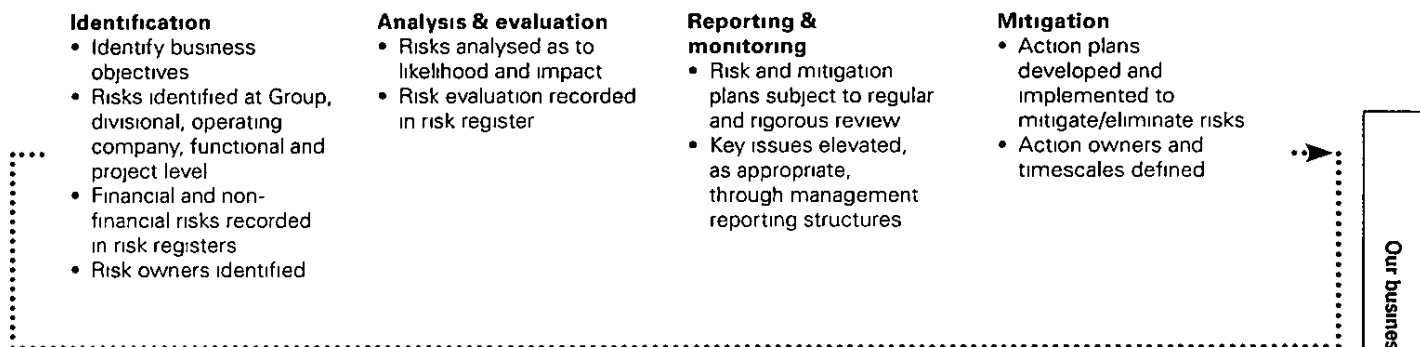 Identification
• Identify business
objectives
• Risks identified at Group,
divisional, operating
company, functional and
project level
• Financial and non-
financial risks recorded
in risk registers
• Risk owners identified
Analysis & evaluation
• Risks analysed as to
likelihood and impact
• Risk evaluation recorded
in risk register
Reporting &
monitoring
• Risk and mitigation
plans subject to regular
and rigorous review
• Key issues elevated,
as appropriate,
through management
reporting structures
Mitigation
• Action plans
developed and
implemented to
mitigate/eliminate risks
• Action owners and
timescales defined
Our busines